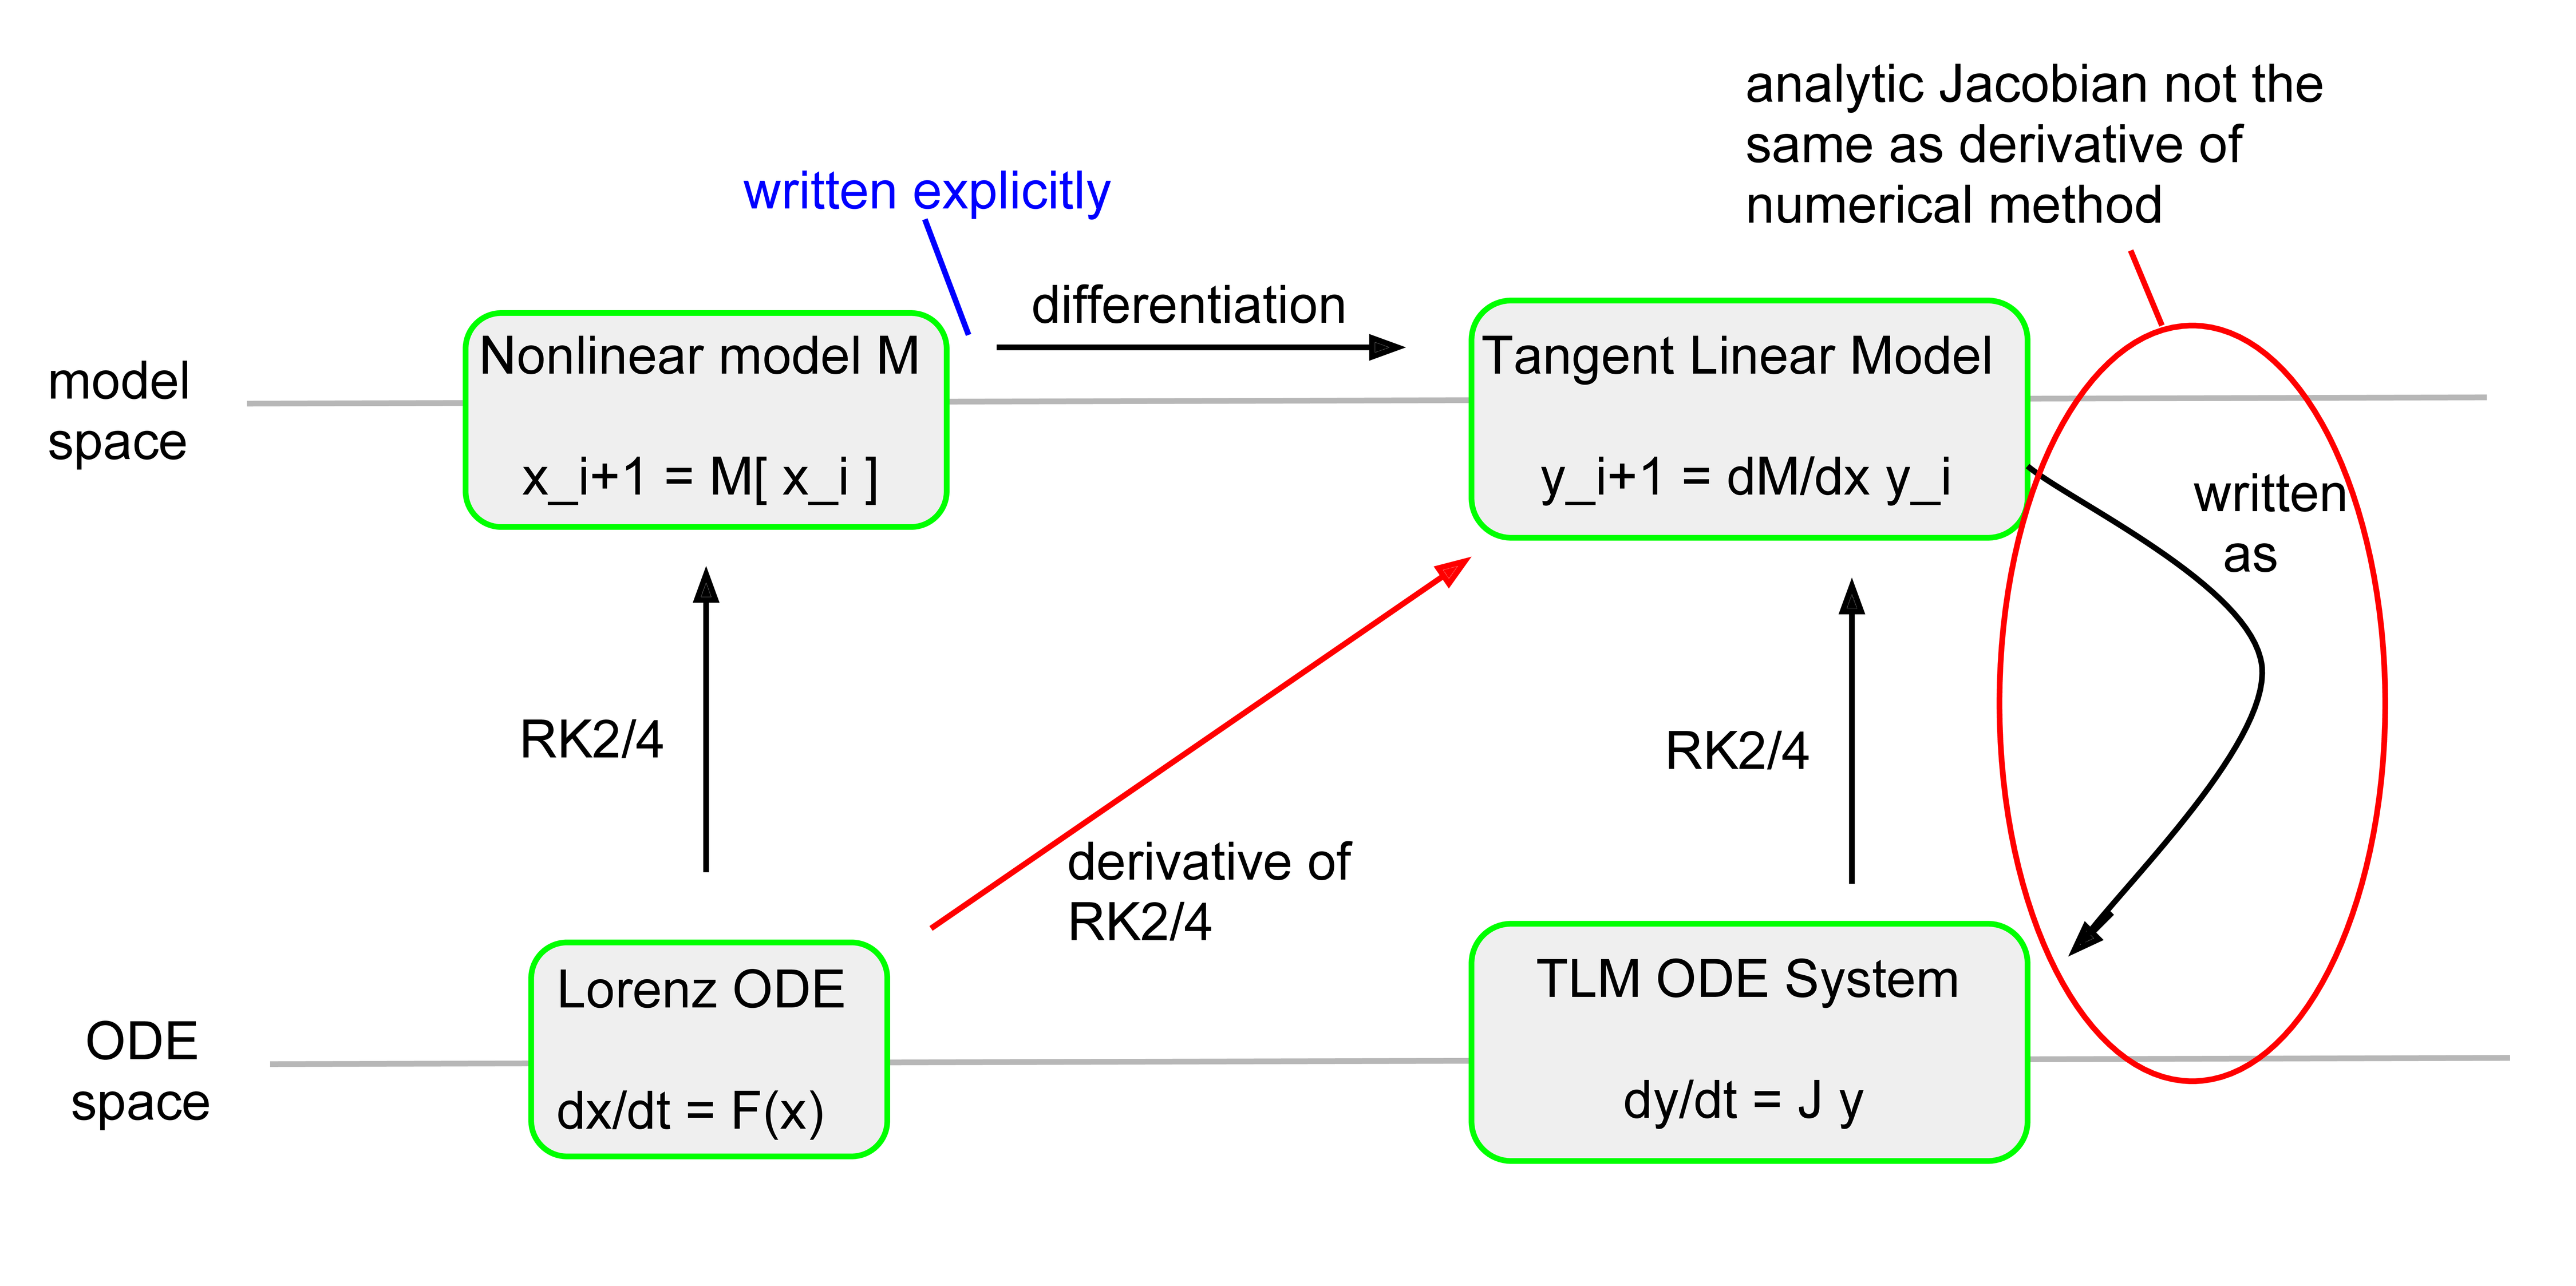 analytic Jacobian not the
same as derivative of
numerical method
written explicitly
differentiation
model
space
Nonlinear model M
x_i+1 = M[ x_i ]
Tangent Linear Model
y_i+1 = dM/dx y_i
written
as
RK2/4
RK2/4
derivative of
RK2/4
ODE
space
Lorenz ODE
dx/dt = F(x)
TLM ODE System
dy/dt = J y